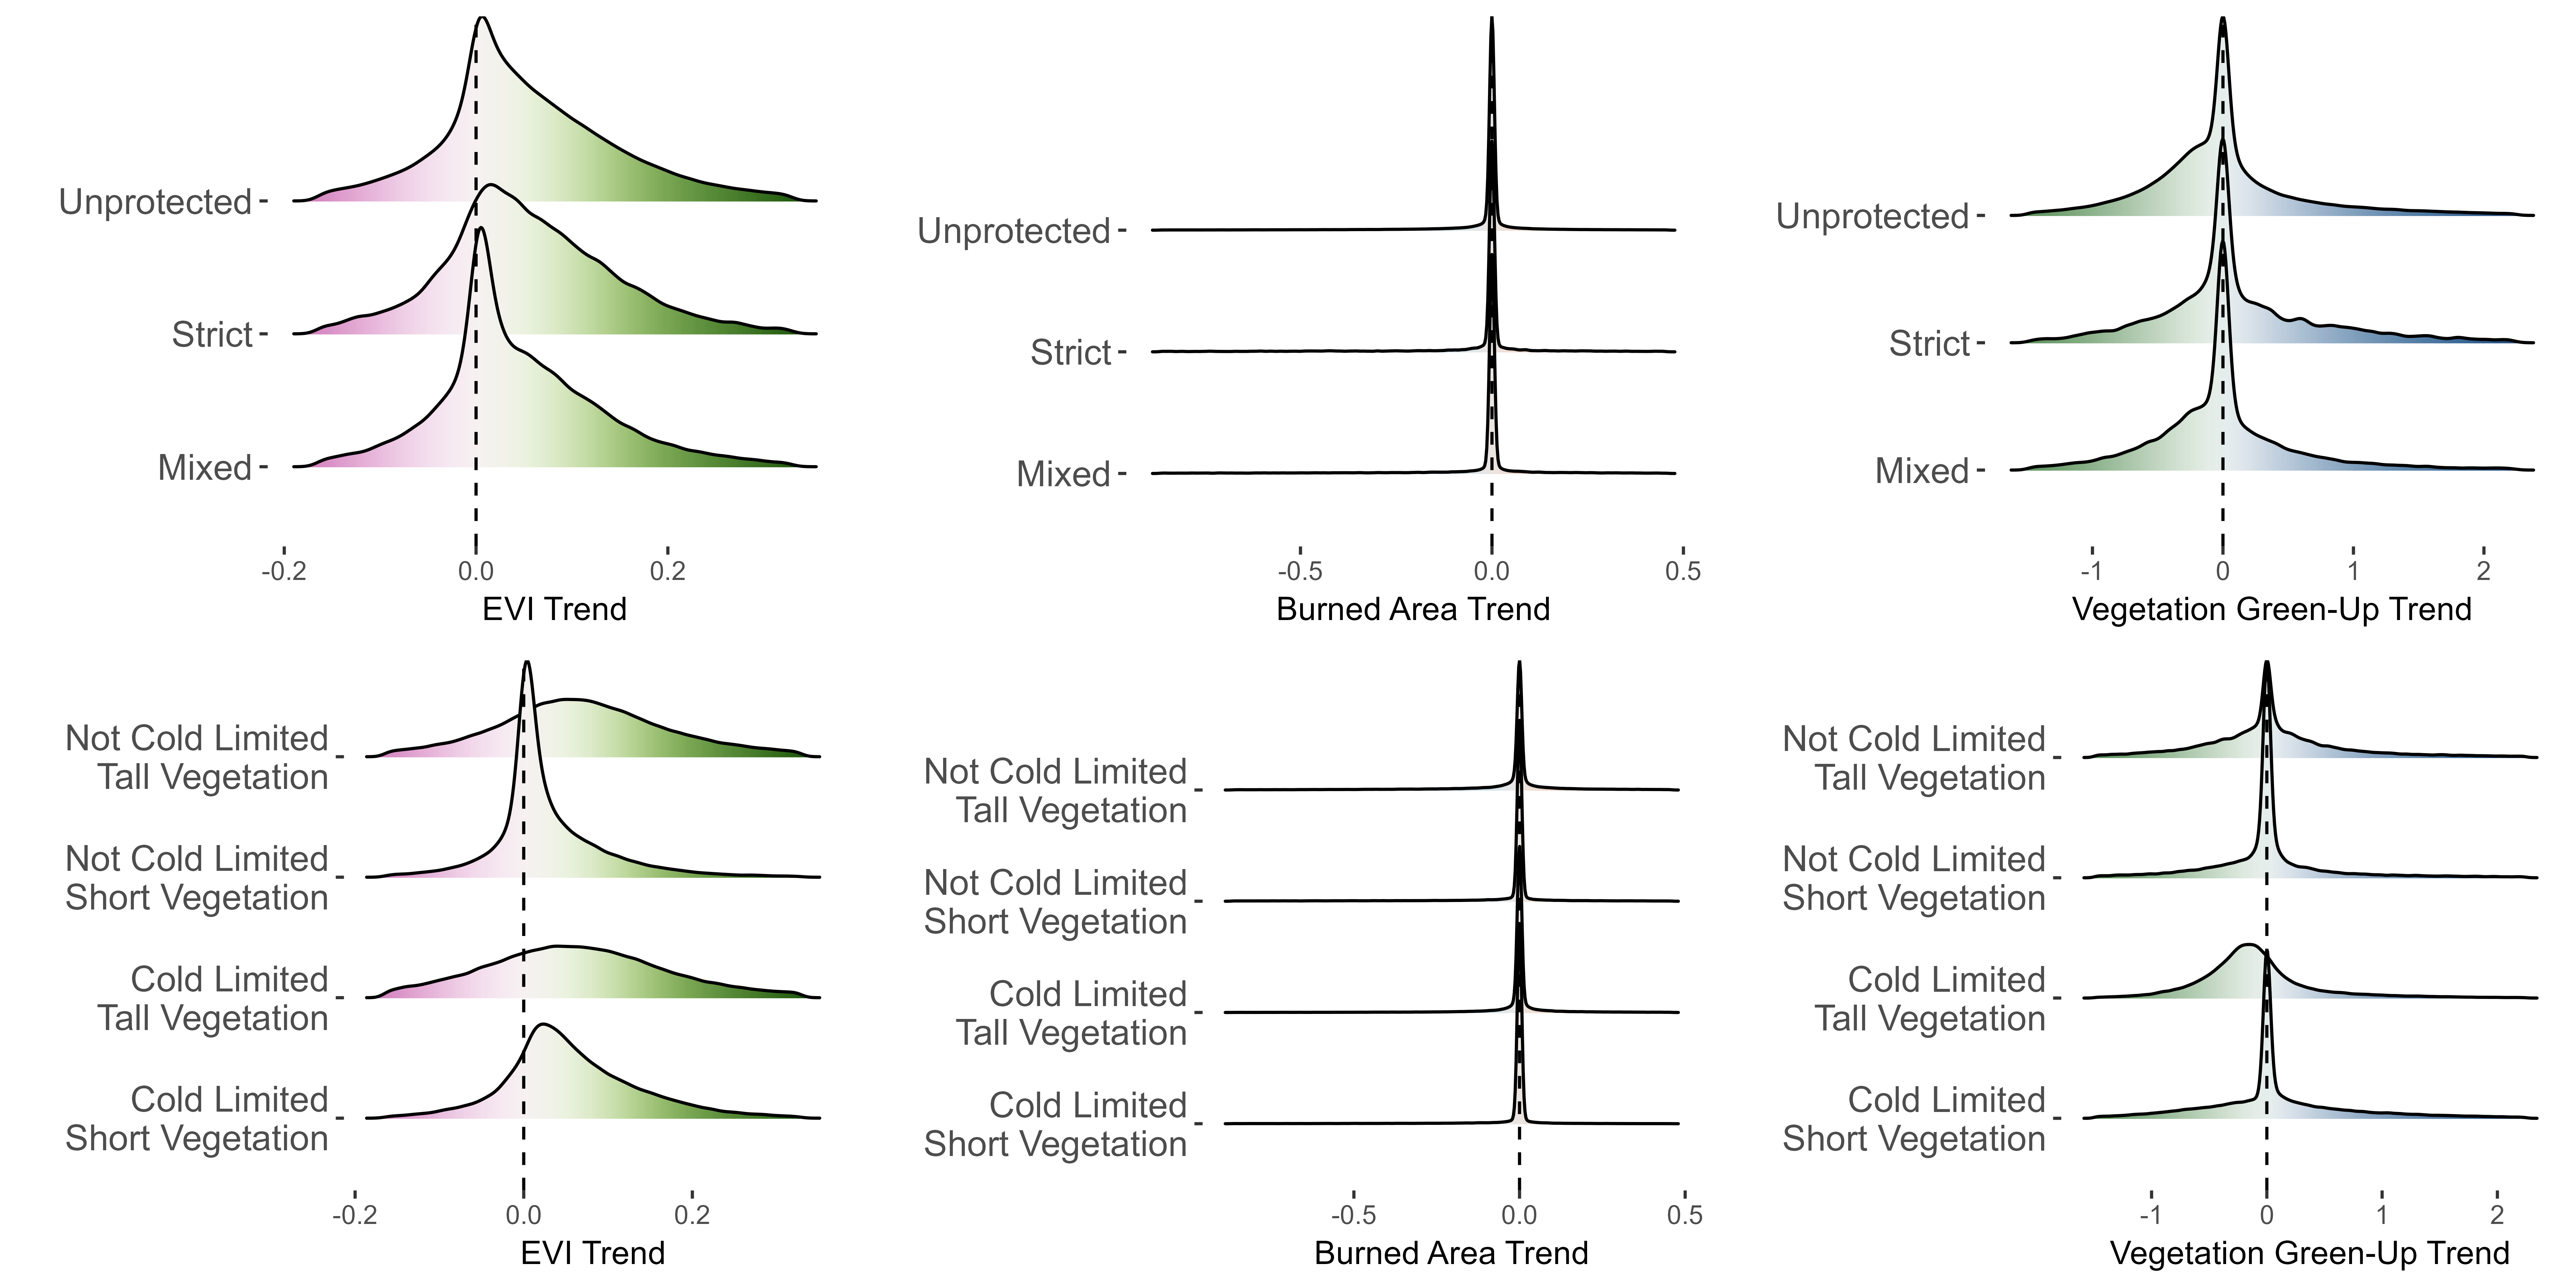 Unprotected
Strict
Mixed
-0.2 0.0 0.2
EVI Trend
Unprotected
Strict
Mixed
-0.5 0.0 0.5
Burned Area Trend
Unprotected
Strict
Mixed
-1 0 1 2
Vegetation Green-Up Trend
Not Cold Limited
Tall Vegetation
Not Cold Limited
Short Vegetation
Cold Limited
Tall Vegetation
Cold Limited
Short Vegetation
-0.2 0.0 0.2
EVI Trend
Not Cold Limited
Tall Vegetation
Not Cold Limited
Short Vegetation
Cold Limited
Tall Vegetation
Cold Limited
Short Vegetation
-0.5 0.0 0.5
Burned Area Trend
Not Cold Limited
Tall Vegetation
Not Cold Limited
Short Vegetation
Cold Limited
Tall Vegetation
Cold Limited
Short Vegetation
-1 0 1 2
Vegetation Green-Up Trend